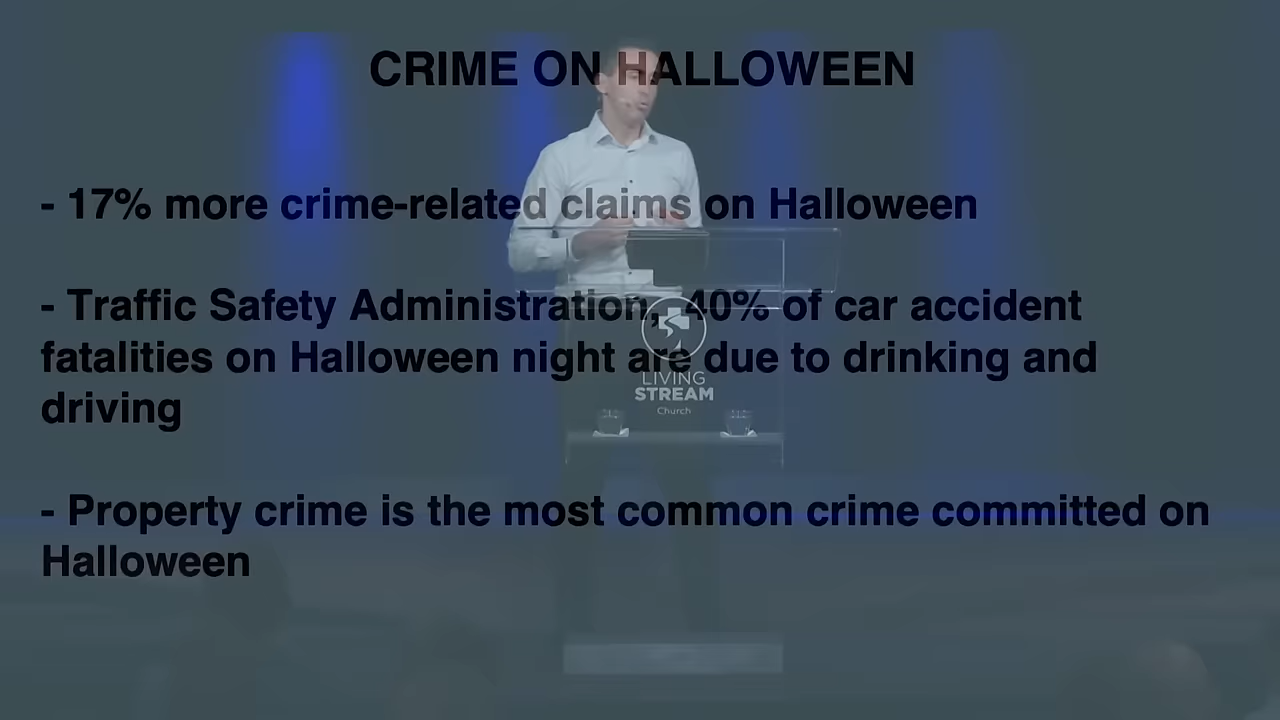 CRIME ON HALLOWEEN
- 17% more crime-related claims on Halloween
- Traffic Safety Administration, 40% of car accident
fatalities on Halloween night are due to drinking and
driving
LIVING
STREAM
Church
- Property crime is the most common crime committed on
Halloween